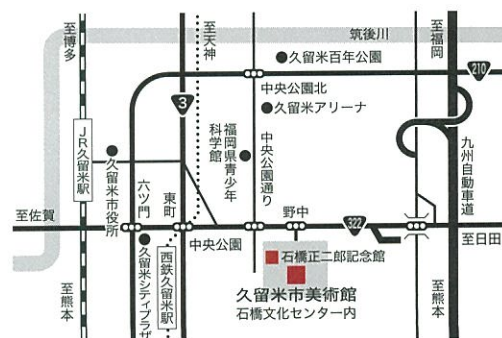 至博多
至天神
筑後川
至福岡
久留米百年公園
210
中央公園北
3
久留米アリーナ
福岡県青少年
科学館
中央公園通り
九州自動車道
JR久留米駅
久留米市役所
六ツ門
東町
野中
322
至佐賀
中央公園
至日田
石橋正二郎記念館
久留米シティプラザ
西鉄久留米駅
久留米市美術館
石橋文化センター内
至熊本
至熊本